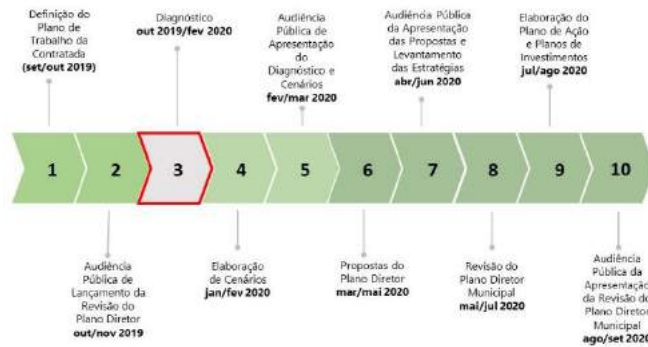 Definição do
Plano de
Trabalho da
Contratada
(set/out 2019)
Diagnóstico
out 2019/fev 2020
Audiência
Pública de
Apresentação
do
Diagnóstico e
Cenários
fev/mar 2020
Audiência Pública
da Apresentação
das Propostas e
Levantamento
das Estratégias
abr/jun 2020
Elaboração do
Plano de Ação
e Planos de
Investimentos
jul/ago 2020
1 2 3 4 5 6 7 8 9 10
Audiência
Pública de
Lançamento da
Revisão do
Plano Diretor
out/nov 2019
Elaboração
de Cenários
jan/fev 2020
Propostas do
Plano Diretor
mar/mai 2020
Revisão do
Plano Diretor
Municipal
mai/jul 2020
Audiência
Pública da
Apresentação
da Revisão do
Plano Diretor
Municipal
ago/set 2020